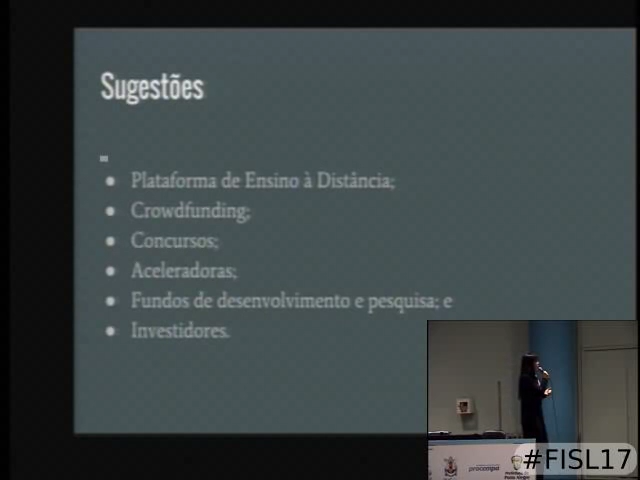 Sugestões
Plataforma de Ensino à Distância;
Crowdfunding;
Concursos;
Aceleradoras;
Fundos de desenvolvimento e pesquisa; e
Investidores.
procempa
#FISL17